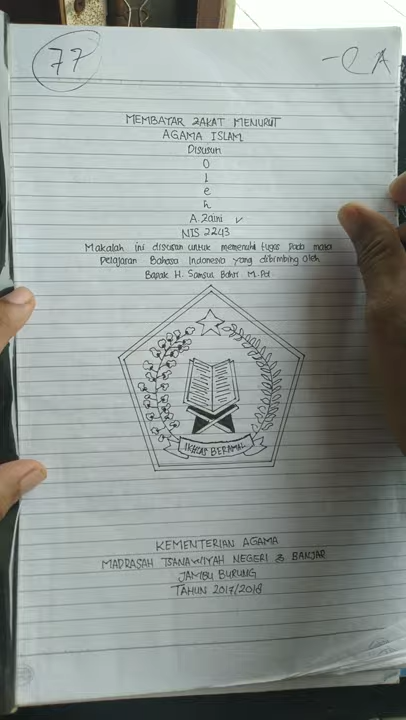 77
MEMBAYAR ZAKAT MENURUT
AGAMA ISLAM
Disusun
O
l
e
h
A. Zaini
NIS 2243
Makalah ini disusun untuk memenuhi tugas pada mata
Pelajaran Bahasa Indonesia yang dibimbing oleh
Bapak H. Samsul Bahri M.Pd.
IKHLAS BERAMAL
KEMENTERIAN AGAMA
MADRASAH TSANAWIYAH NEGERI 3 BANJAR
JAMBU BURUNG
TAHUN 2017/2018